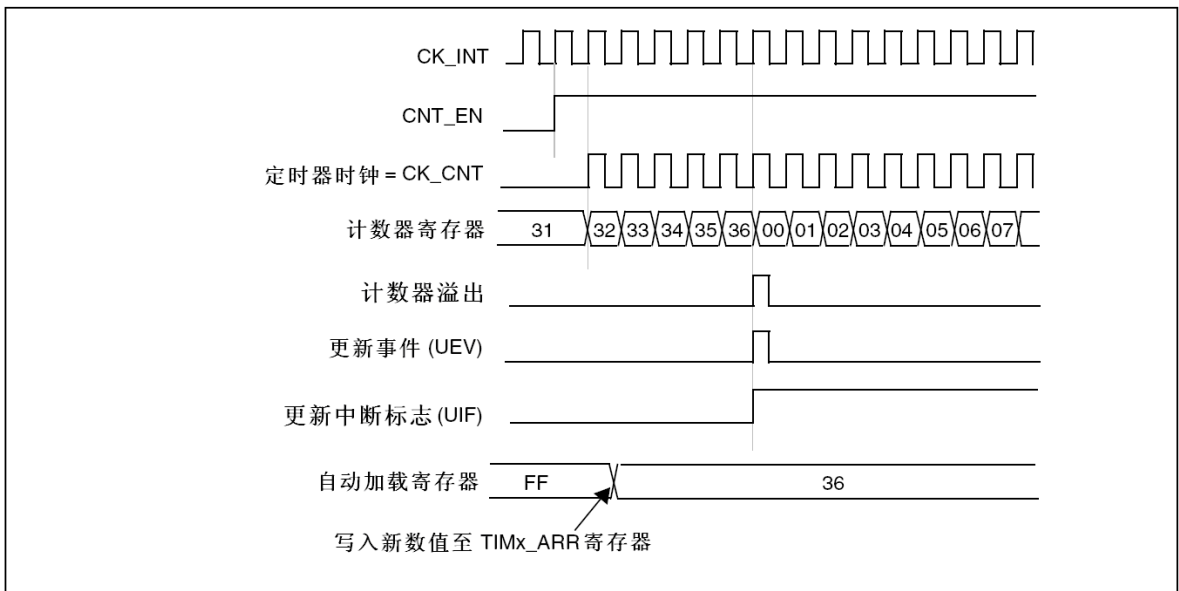 CK_INT
CNT_EN
定时器时钟 = CK_CNT
计数器寄存器 31 32 33 34 35 36 00 01 02 03 04 05 06 07
计数器溢出
更新事件 (UEV)
更新中断标志 (UIF)
自动加载寄存器 FF 36
写入新数值至 TIMx_ARR 寄存器